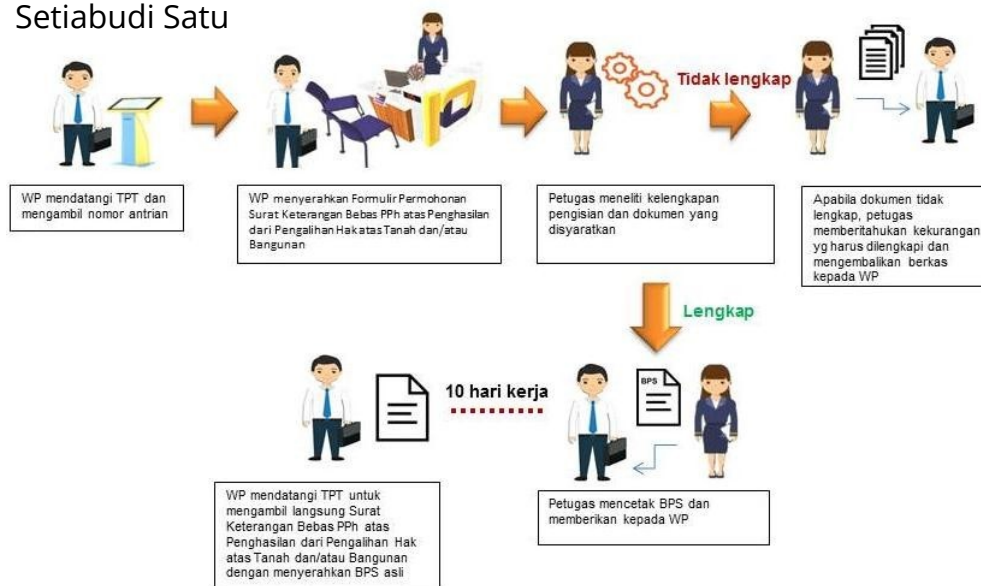 Setiabudi Satu
Tidak lengkap
WP mendatangi TPT dan
mengambil nomor antrian
WP menyerahkan Formulir Permohonan
Surat Keterangan Bebas PPh atas Penghasilan
dari Pengalihan Hak atas Tanah dan/atau
Bangunan
Petugas meneliti kelengkapan
pengisian dan dokumen yang
disyaratkan
Apabila dokumen tidak
lengkap, petugas
memberitahukan kekurangan
yg harus dilengkapi dan
mengembalikan berkas
kepada WP
Lengkap
10 hari kerja
BPS
WP mendatangi TPT untuk
mengambil langsung Surat
Keterangan Bebas PPh atas
Penghasilan dari Pengalihan Hak
atas Tanah dan/atau Bangunan
dengan menyerahkan BPS asli
Petugas mencetak BPS dan
memberikan kepada WP